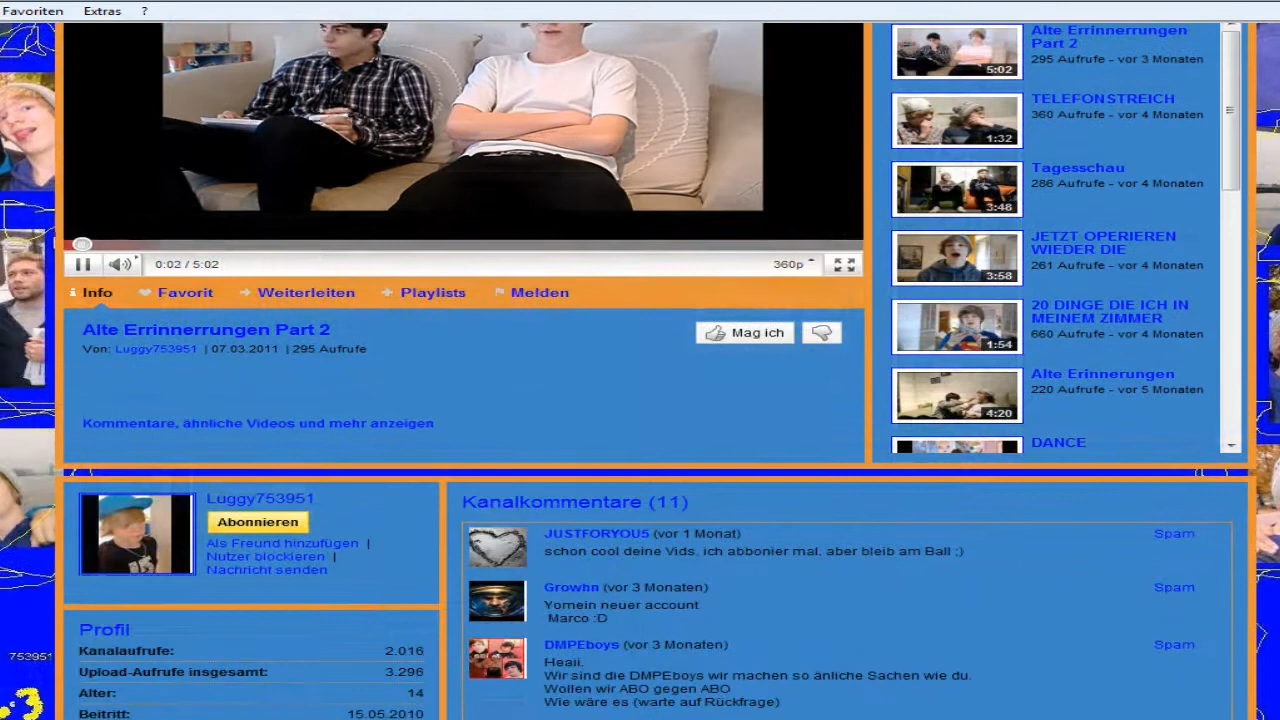 Favoriten Extras ?
Alte Errinnerrungen
Part 2
295 Aufrufe - vor 3 Monaten
5:02
TELEFONSTREICH
360 Aufrufe - vor 4 Monaten
1:32
Tagesschau
286 Aufrufe - vor 4 Monaten
3:48
JETZT OPERIEREN
WIEDER DIE
261 Aufrufe - vor 4 Monaten
3:58
20 DINGE DIE ICH IN
MEINEM ZIMMER
660 Aufrufe - vor 4 Monaten
1:54
Alte Erinnerungen
220 Aufrufe - vor 5 Monaten
4:20
DANCE
0:02 / 5:02
360p
Info Favorit Weiterleiten Playlists Melden
Alte Errinnerrungen Part 2
Mag ich
Von: Luggy753951 | 07.03.2011 | 295 Aufrufe
Kommentare, ähnliche Videos und mehr anzeigen
Luggy753951
Abonnieren
Als Freund hinzufügen |
Nutzer blockieren |
Nachricht senden
Profil
Kanalaufrufe: 2.016
Upload-Aufrufe insgesamt: 3.296
Alter: 14
Beitritt: 15.05.2010
Kanalkommentare (11)
JUSTFORYOU5 (vor 1 Monat) Spam
schon cool deine Vids. ich abbonier mal, aber bleib am Ball ;)
Growhn (vor 3 Monaten) Spam
Yomein neuer account
Marco :D
DMPEboys (vor 3 Monaten) Spam
Heaii.
Wir sind die DMPEboys wir machen so änliche Sachen wie du.
Wollen wir ABO gegen ABO
Wie wäre es (warte auf Rückfrage)
753951
:3